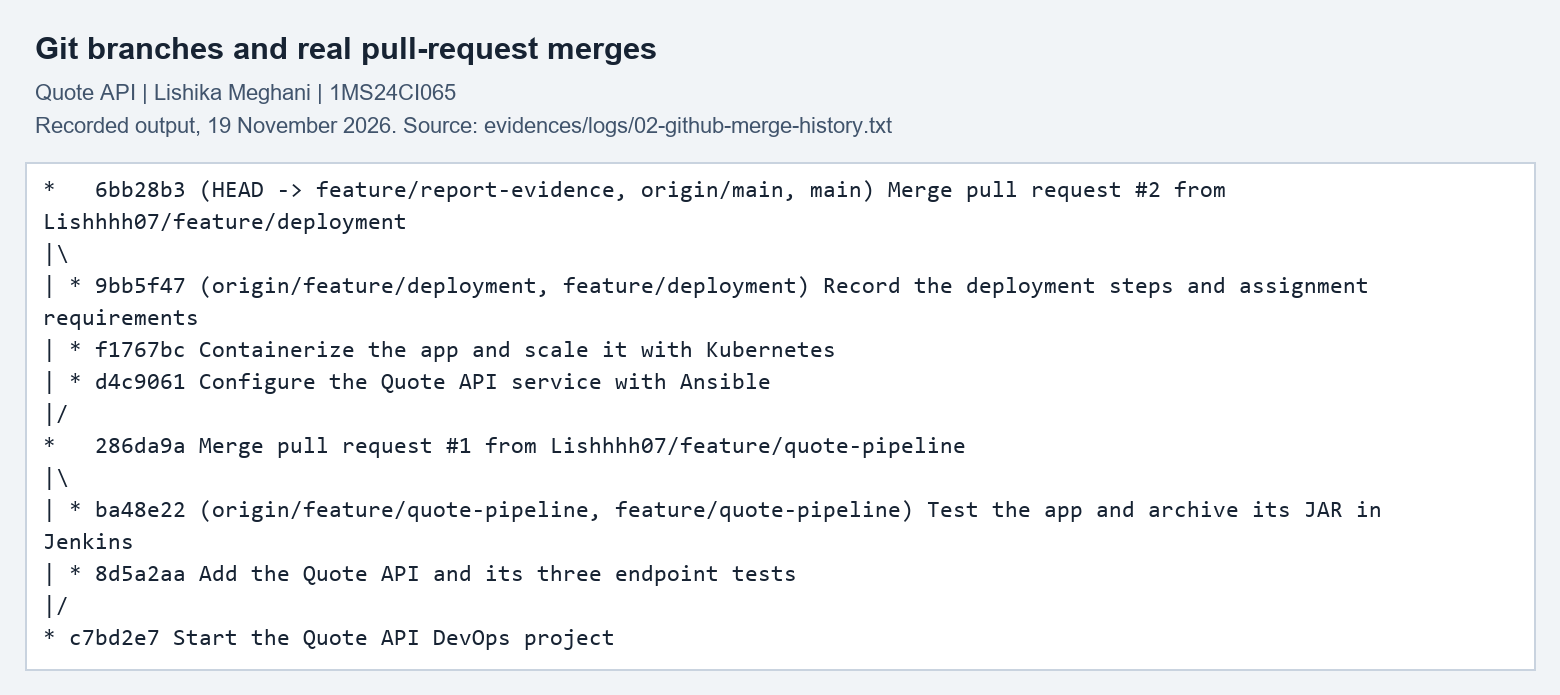 Git branches and real pull-request merges
Quote API | Lishika Meghani | 1MS24CI065
Recorded output, 19 November 2026. Source: evidences/logs/02-github-merge-history.txt
*   6bb28b3 (HEAD -> feature/report-evidence, origin/main, main) Merge pull request #2 from
Lishhhh07/feature/deployment
|\
| * 9bb5f47 (origin/feature/deployment, feature/deployment) Record the deployment steps and assignment
requirements
| * f1767bc Containerize the app and scale it with Kubernetes
| * d4c9061 Configure the Quote API service with Ansible
|/
*   286da9a Merge pull request #1 from Lishhhh07/feature/quote-pipeline
|\
| * ba48e22 (origin/feature/quote-pipeline, feature/quote-pipeline) Test the app and archive its JAR in
Jenkins
| * 8d5a2aa Add the Quote API and its three endpoint tests
|/
* c7bd2e7 Start the Quote API DevOps project